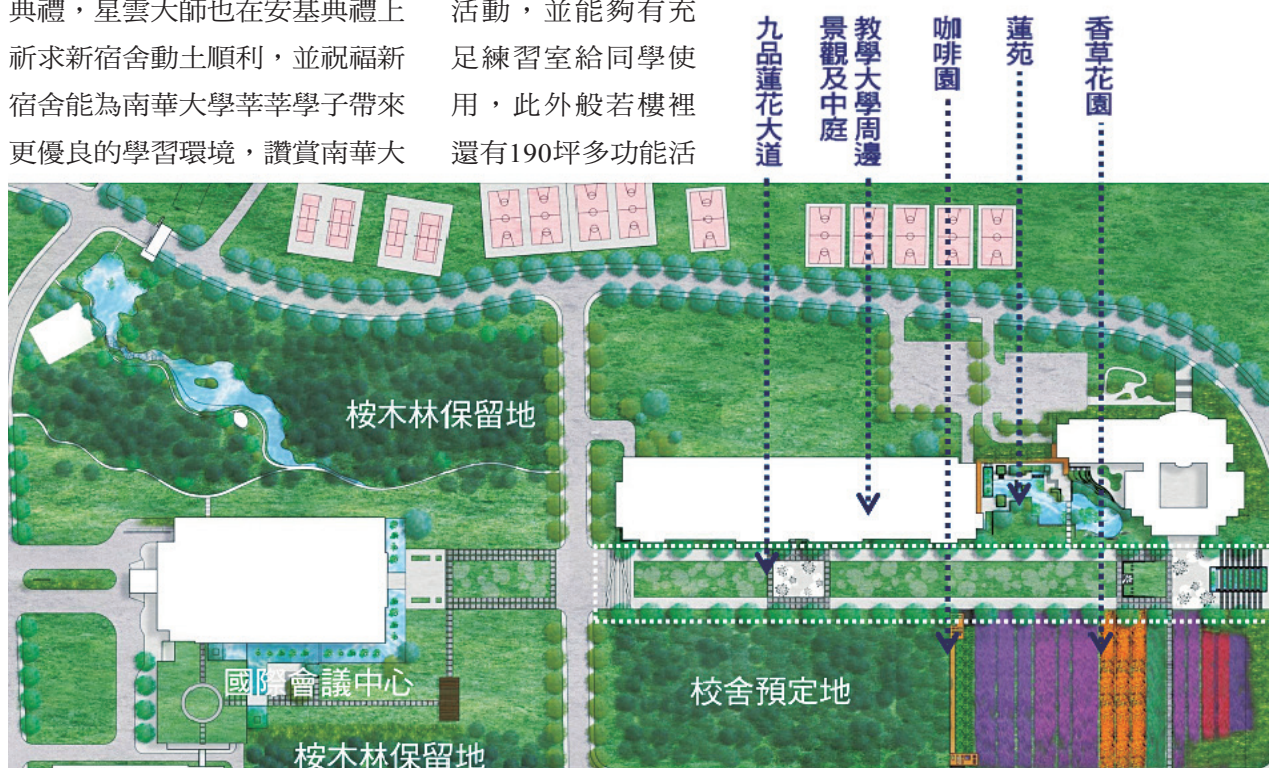 典禮，星雲大師也在安基典禮上
祈求新宿舍動土順利，並祝福新
宿舍能為南華大學莘莘學子帶來
更優良的學習環境，讚賞南華大
活動，並能夠有充
足練習室給同學使
用，此外般若樓裡
還有190坪多功能活
九品蓮花大道
教學大學周邊
景觀及中庭
咖啡園
蓮苑
香草花園
桉木林保留地
國際會議中心
校舍預定地
桉木林保留地